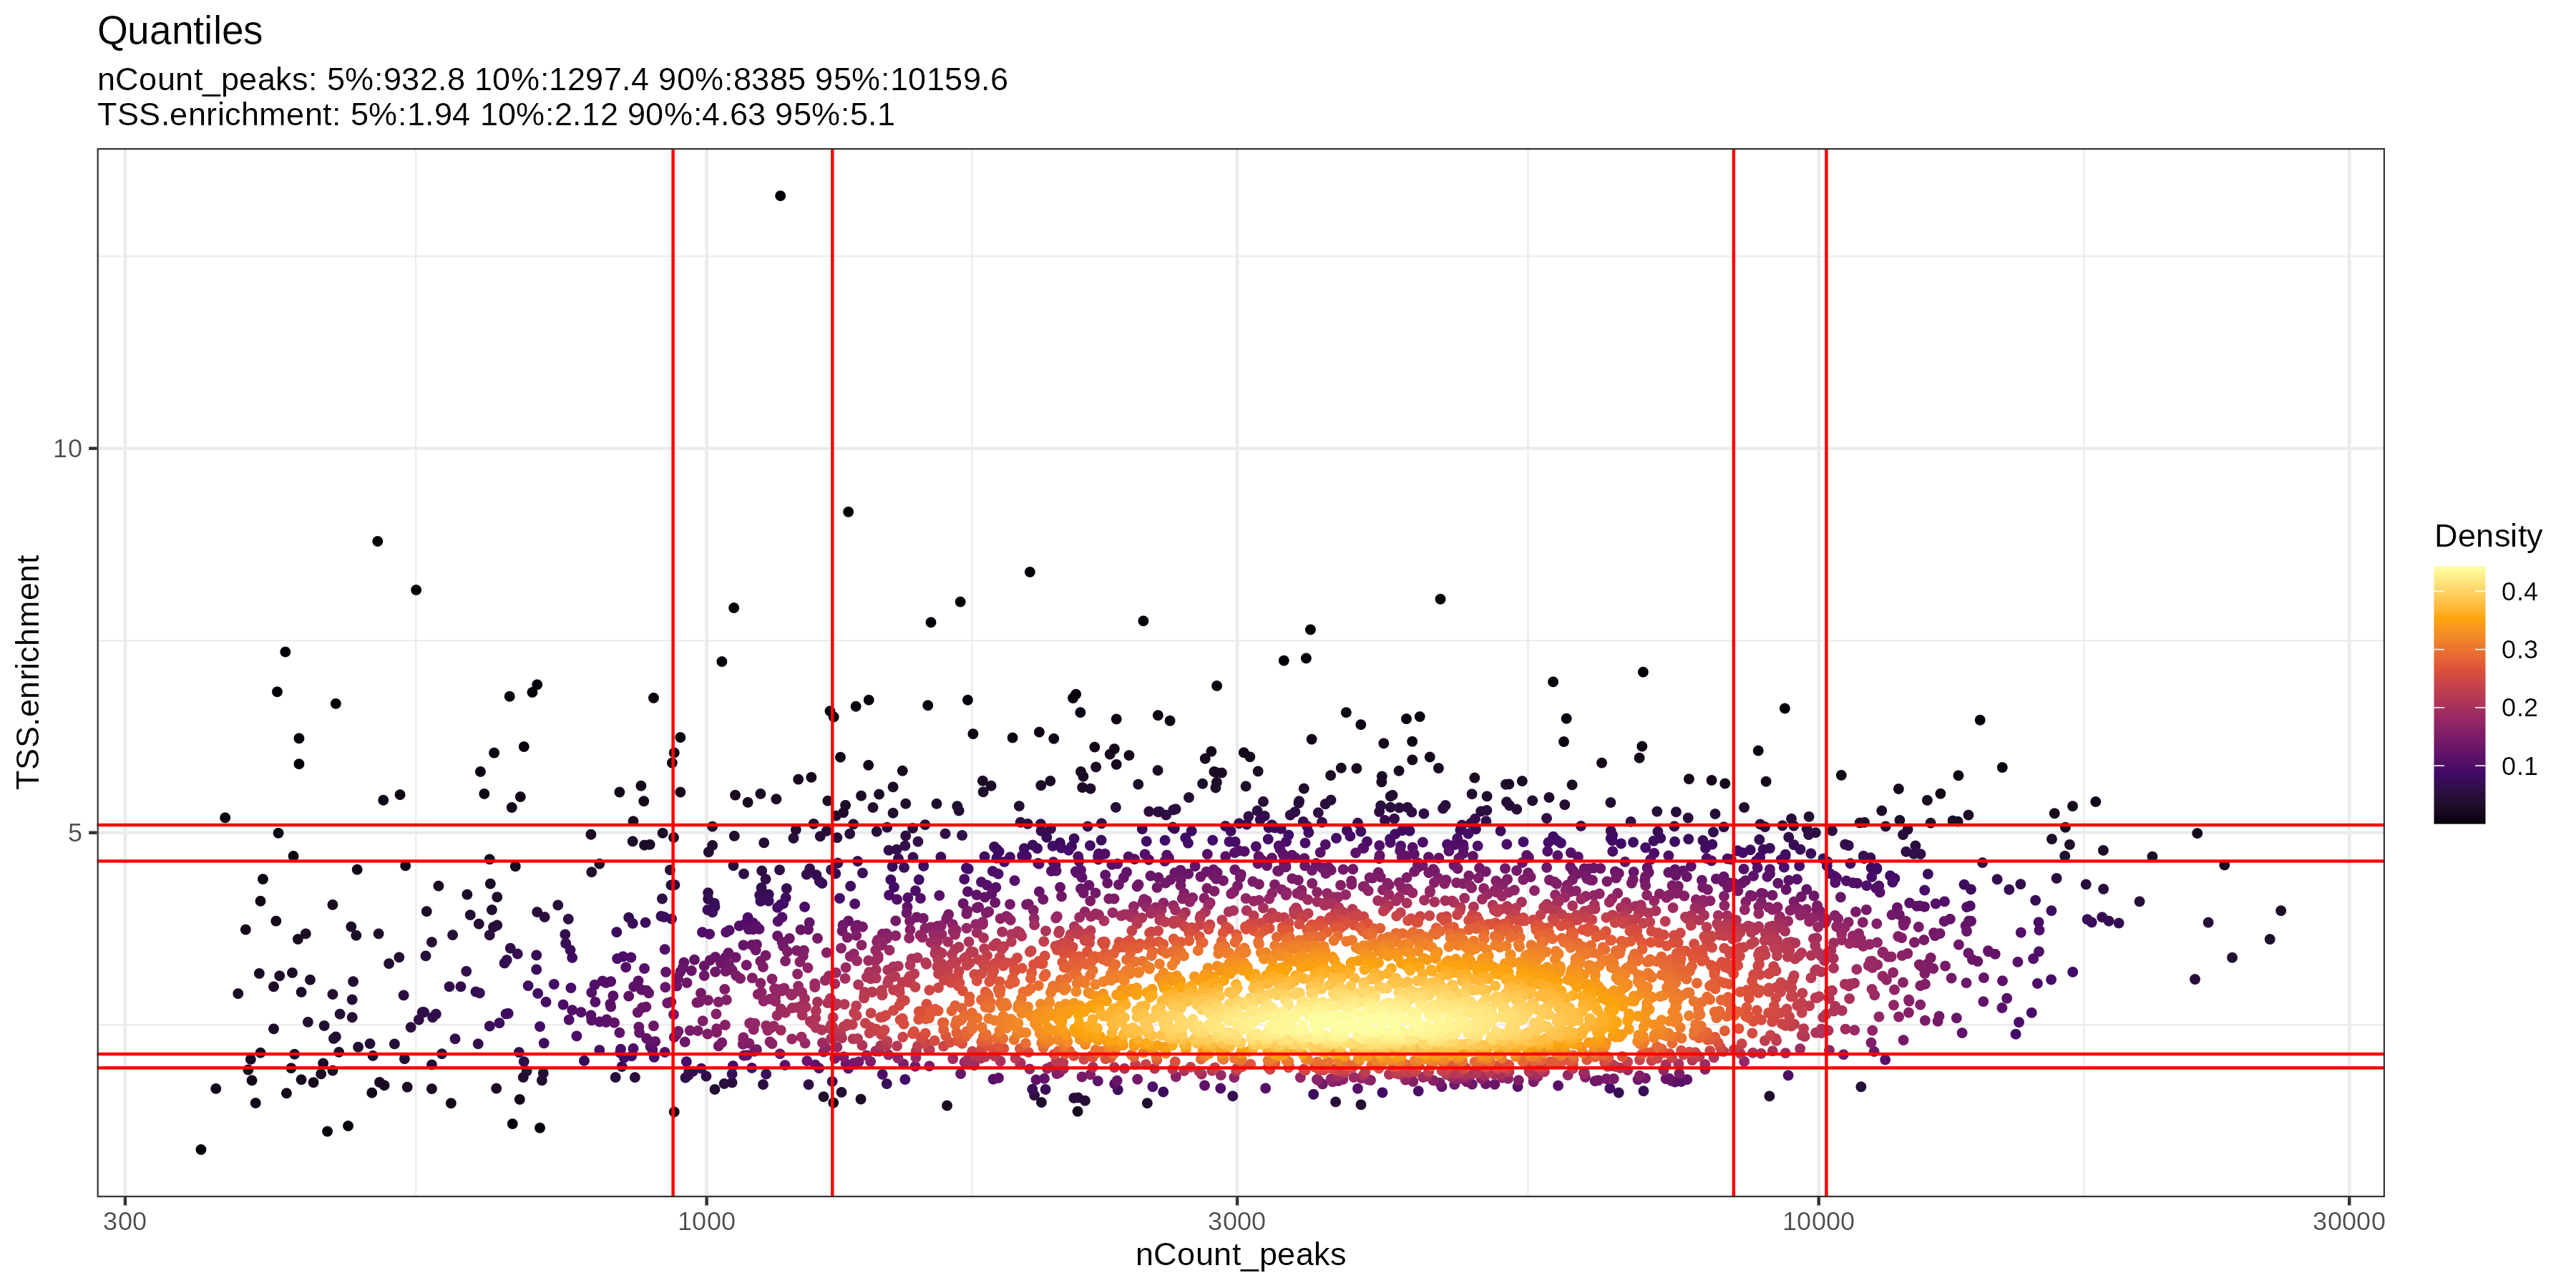 Quantiles
nCount_peaks: 5%:932.8 10%:1297.4 90%:8385 95%:10159.6
TSS.enrichment: 5%:1.94 10%:2.12 90%:4.63 95%:5.1
10
5
TSS.enrichment
300
1000
3000
10000
30000
nCount_peaks
Density
0.4
0.3
0.2
0.1